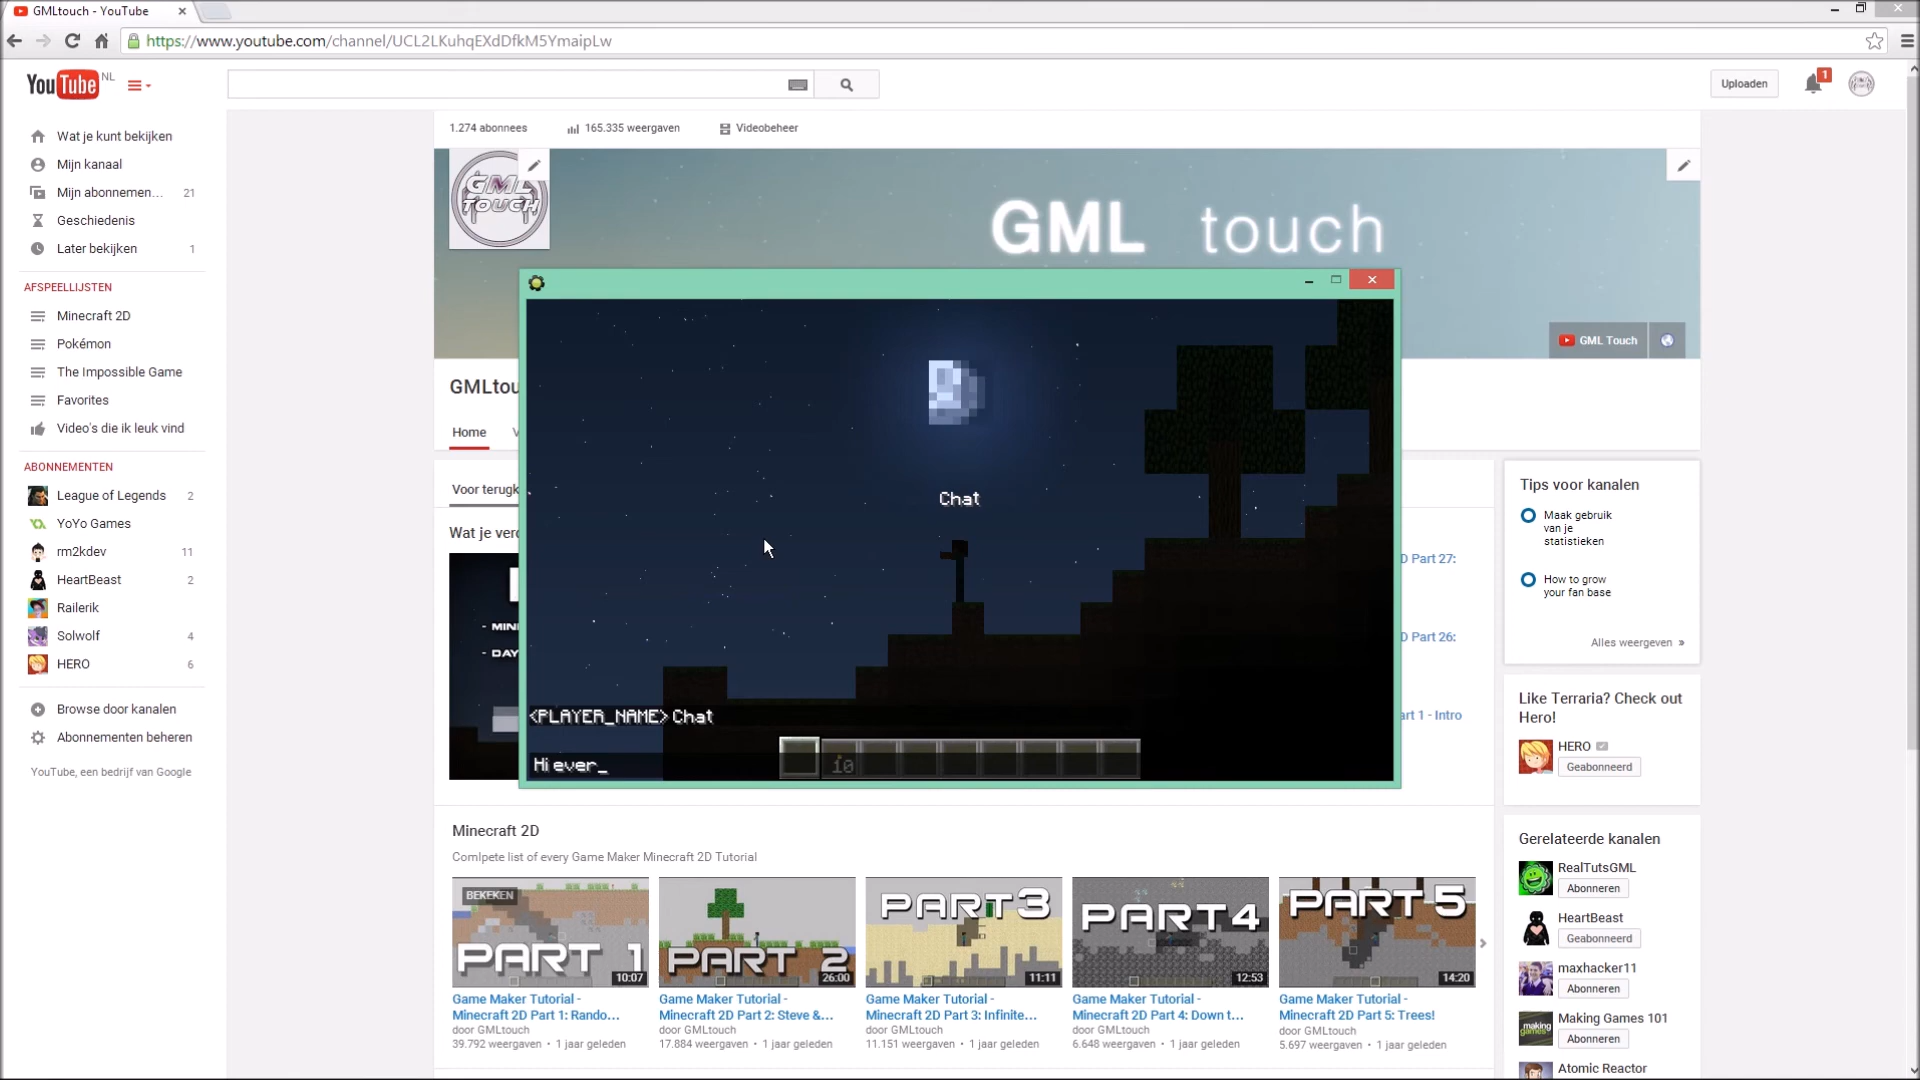 GMLtouch - YouTube
https://www.youtube.com/channel/UCL2LKuhqEXdDfkM5YmaipLw
YouTube NL
Uploaden
1
Wat je kunt bekijken
Mijn kanaal
Mijn abonnemen... 21
Geschiedenis
Later bekijken 1
AFSPEELLIJSTEN
Minecraft 2D
Pokémon
The Impossible Game
Favorites
Video's die ik leuk vind
ABONNEMENTEN
League of Legends 2
YoYo Games
rm2kdev 11
HeartBeast 2
Railerik
Solwolf 4
HERO 6
Browse door kanalen
Abonnementen beheren
YouTube, een bedrijf van Google
1.274 abonnees
165.335 weergaven
Videobeheer
GML TOUCH
GML touch
GML Touch
GMLtou
Home V
Voor terugk
Wat je ver
- MIN
- DAY
Chat
<PLAYER_NAME> Chat
Hi ever_
10
D Part 27:
D Part 26:
art 1 - Intro
Tips voor kanalen
Maak gebruik
van je
statistieken
How to grow
your fan base
Alles weergeven »
Like Terraria? Check out
Hero!
HERO
Geabonneerd
Minecraft 2D
Comlpete list of every Game Maker Minecraft 2D Tutorial
BEKEKEN
PART 1
10:07
Game Maker Tutorial -
Minecraft 2D Part 1: Rando...
door GMLtouch
39.792 weergaven • 1 jaar geleden
PART 2
26:00
Game Maker Tutorial -
Minecraft 2D Part 2: Steve &...
door GMLtouch
17.884 weergaven • 1 jaar geleden
PART3
11:11
Game Maker Tutorial -
Minecraft 2D Part 3: Infinite...
door GMLtouch
11.151 weergaven • 1 jaar geleden
PART4
12:53
Game Maker Tutorial -
Minecraft 2D Part 4: Down t...
door GMLtouch
6.648 weergaven • 1 jaar geleden
PART 5
14:20
Game Maker Tutorial -
Minecraft 2D Part 5: Trees!
door GMLtouch
5.697 weergaven • 1 jaar geleden
Gerelateerde kanalen
RealTutsGML
Abonneren
HeartBeast
Geabonneerd
maxhacker11
Abonneren
making games
Making Games 101
Abonneren
Atomic Reactor